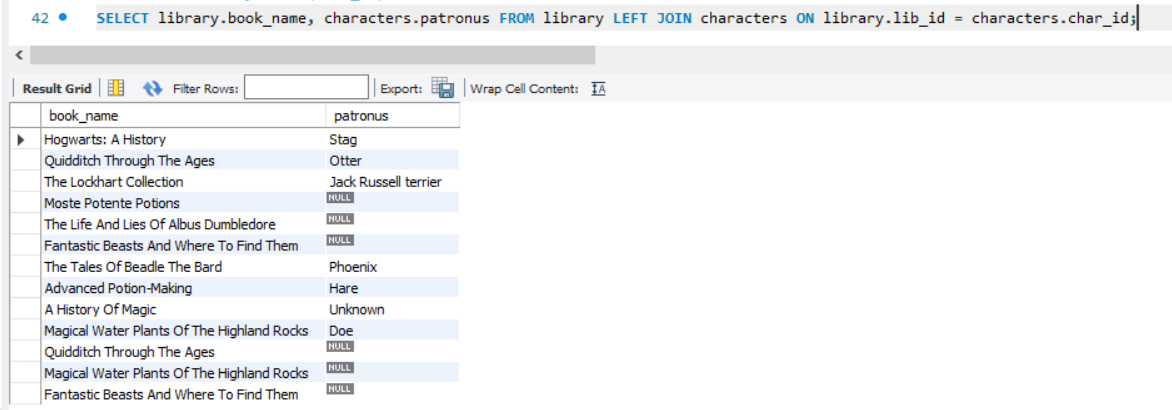 42 SELECT library.book_name, characters.patronus FROM library LEFT JOIN characters ON library.lib_id = characters.char_id;
Result Grid Filter Rows: Export: Wrap Cell Content: IA
book_name patronus
Hogwarts: A History Stag
Quidditch Through The Ages Otter
The Lockhart Collection Jack Russell terrier
Moste Potente Potions NULL
The Life And Lies Of Albus Dumbledore NULL
Fantastic Beasts And Where To Find Them NULL
The Tales Of Beadle The Bard Phoenix
Advanced Potion-Making Hare
A History Of Magic Unknown
Magical Water Plants Of The Highland Rocks Doe
Quidditch Through The Ages NULL
Magical Water Plants Of The Highland Rocks NULL
Fantastic Beasts And Where To Find Them NULL